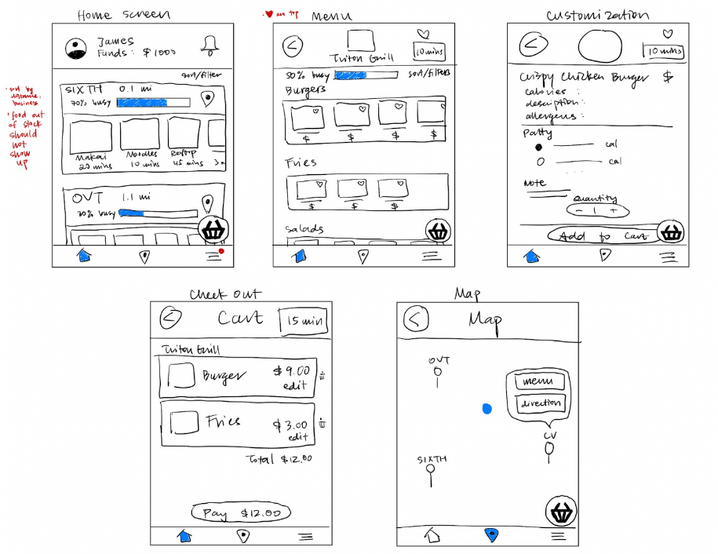 Home screen
James
Funds: $1000
sort/filter
SIXTH 0.1 mi
70% busy
Makai
20 mins
Noodles
10 mins
Rooftop
45 mins
OVT 1.1 mi
30% busy
food out
of stock
should
not
show
up
♥ on top
Menu
Triton Grill
10 mins
50% busy
sort/filters
Burgers
$ $ $ $
Fries
$ $ $
Salads
Customization
10 mins
Crispy Chicken Burger $
calories :
description :
allergens :
Patty
cal
cal
Note
Quantity
- 1 +
Add to Cart
Check out
Cart
15 min
Triton Grill
Burger
$ 9.00
edit
Fries
$ 3.00
edit
Total $12.00
Pay $12.00
Map
Map
OVT
menu
direction
CV
SIXTH